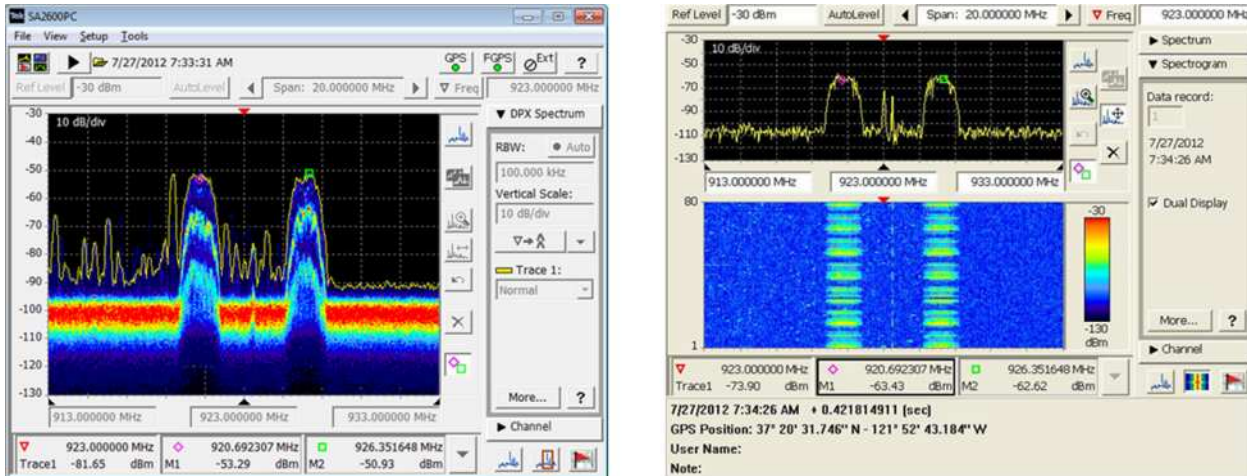 Tek SA2600PC
File View Setup Tools
7/27/2012 7:33:31 AM GPS FGPS Ext ?
Ref Level -30 dBm AutoLevel Span: 20.000000 MHz Freq 923.000000 MHz
10 dB/div
-30
-40
-50
-60
-70
-80
-90
-100
-110
-120
-130
913.000000 MHz 923.000000 MHz 933.000000 MHz
DPX Spectrum
RBW: Auto
100.000 kHz
Vertical Scale:
10 dB/div
Trace 1:
Normal
More... ?
Channel
923.000000 MHz 920.692307 MHz 926.351648 MHz
Trace1 -81.65 dBm M1 -53.29 dBm M2 -50.93 dBm
Ref Level -30 dBm AutoLevel Span: 20.000000 MHz Freq 923.000000 MHz
10 dB/div
-30
-50
-70
-90
-110
-130
913.000000 MHz 923.000000 MHz 933.000000 MHz
80
1
-30
-130
dBm
Spectrum
Spectrogram
Data record:
1
7/27/2012
7:34:26 AM
Dual Display
More... ?
Channel
923.000000 MHz 920.692307 MHz 926.351648 MHz
Trace1 -73.90 dBm M1 -63.43 dBm M2 -62.62 dBm
7/27/2012 7:34:26 AM + 0.421814911 (sec)
GPS Position: 37° 20' 31.746" N - 121° 52' 43.184" W
User Name:
Note: